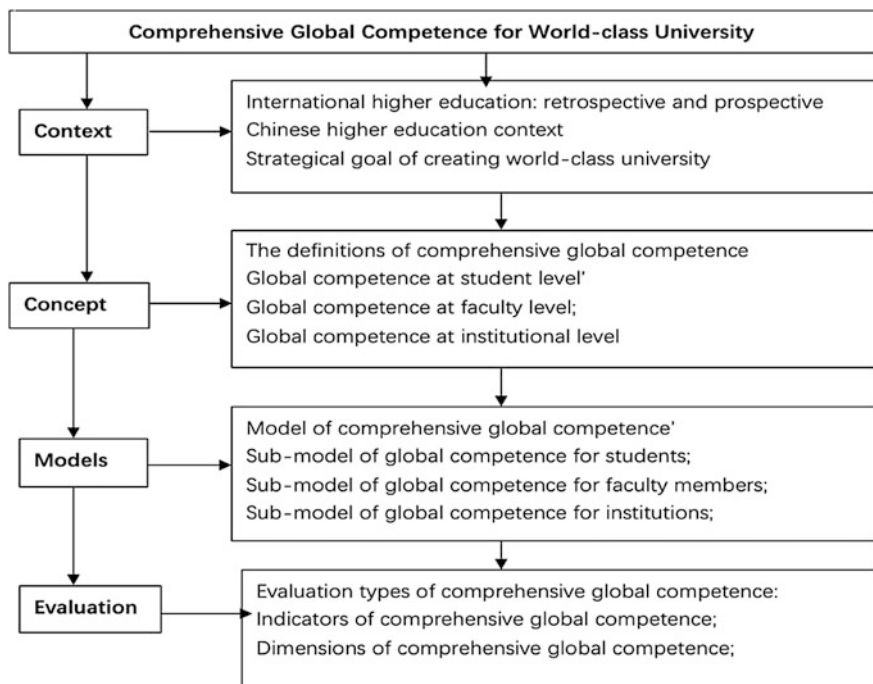 Comprehensive Global Competence for World-class University
Context
International higher education: retrospective and prospective
Chinese higher education context
Strategical goal of creating world-class university
Concept
The definitions of comprehensive global competence
Global competence at student level’
Global competence at faculty level;
Global competence at institutional level
Models
Model of comprehensive global competence’
Sub-model of global competence for students;
Sub-model of global competence for faculty members;
Sub-model of global competence for institutions;
Evaluation
Evaluation types of comprehensive global competence:
Indicators of comprehensive global competence;
Dimensions of comprehensive global competence;